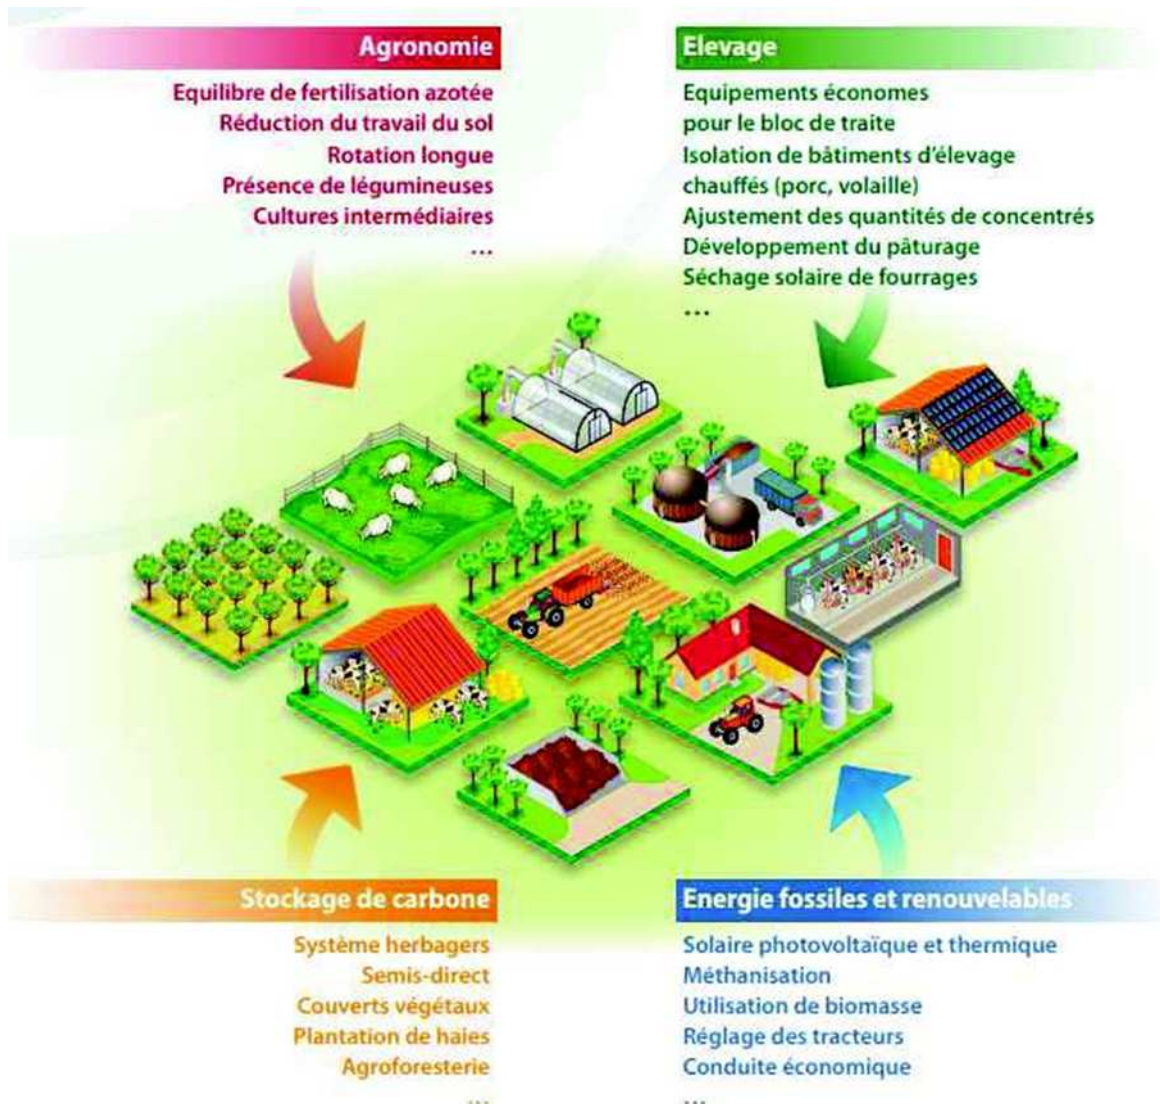 Agronomie
Equilibre de fertilisation azotée
Réduction du travail du sol
Rotation longue
Présence de légumineuses
Cultures intermédiaires
...
Elevage
Equipements économes
pour le bloc de traite
Isolation de bâtiments d'élevage
chauffés (porc, volaille)
Ajustement des quantités de concentrés
Développement du pâturage
Séchage solaire de fourrages
...
Stockage de carbone
Système herbagers
Semis-direct
Couverts végétaux
Plantation de haies
Agroforesterie
...
Energie fossiles et renouvelables
Solaire photovoltaïque et thermique
Méthanisation
Utilisation de biomasse
Réglage des tracteurs
Conduite économique
...